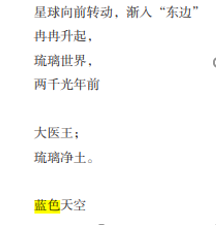 星球向前转动，渐入“东边”
冉冉升起，
琉璃世界，
两千光年前
大医王；
琉璃净土。
蓝色天空